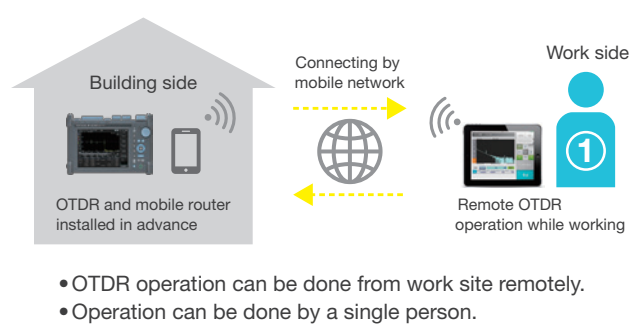 Building side
OTDR and mobile router
installed in advance
Connecting by
mobile network
Work side
1
Remote OTDR
operation while working
•OTDR operation can be done from work site remotely.
•Operation can be done by a single person.